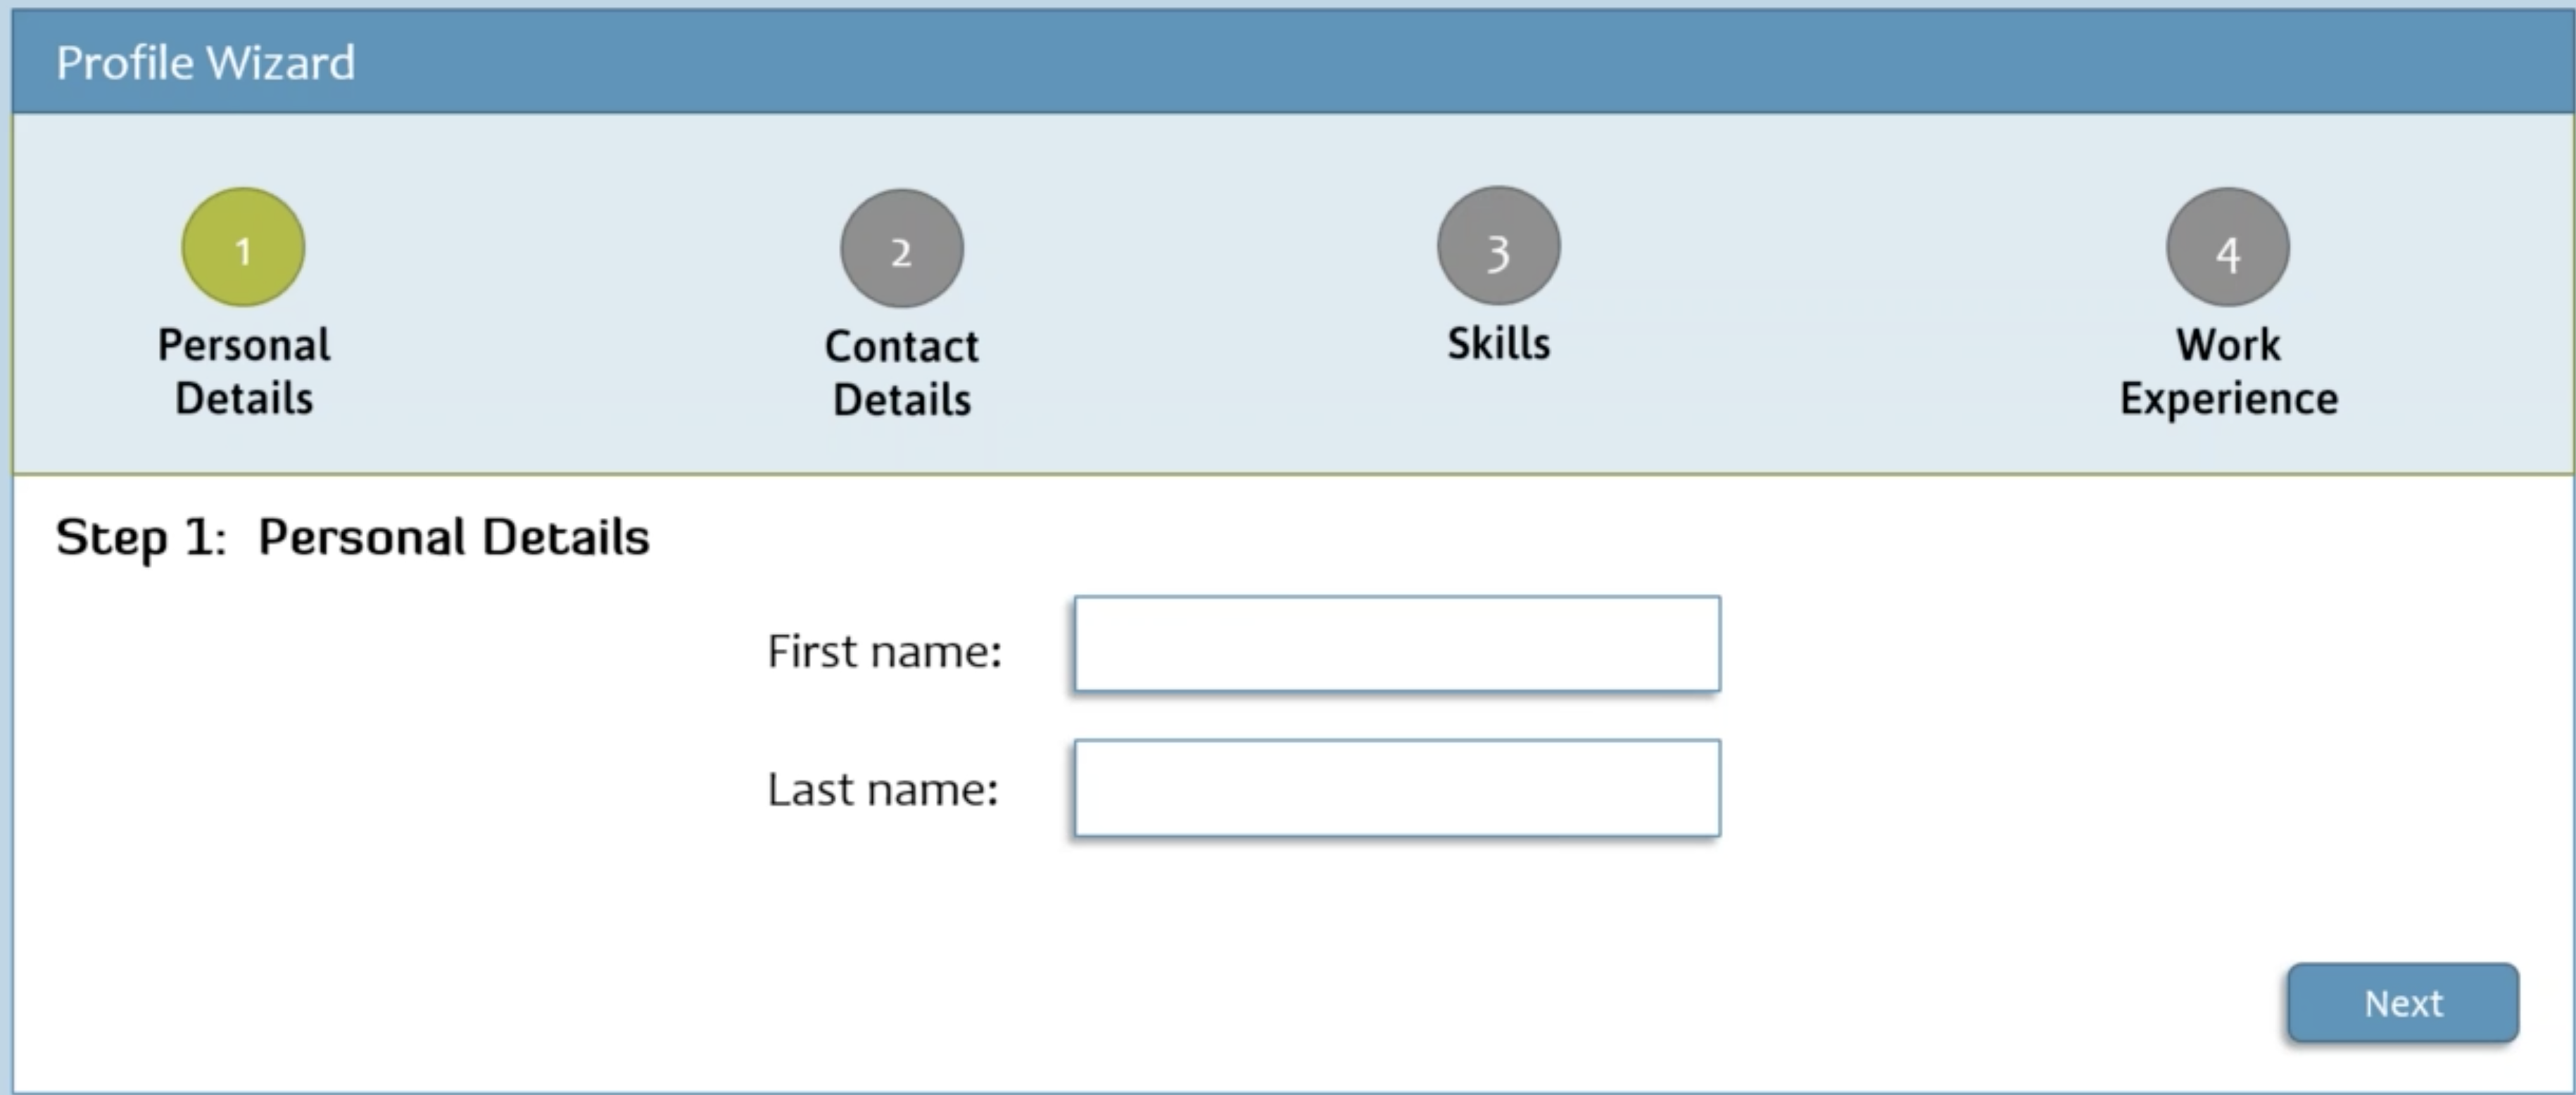 Profile Wizard
1
2
3
4
Personal
Details
Contact
Details
Skills
Work
Experience
Step 1: Personal Details
First name:
Last name:
Next